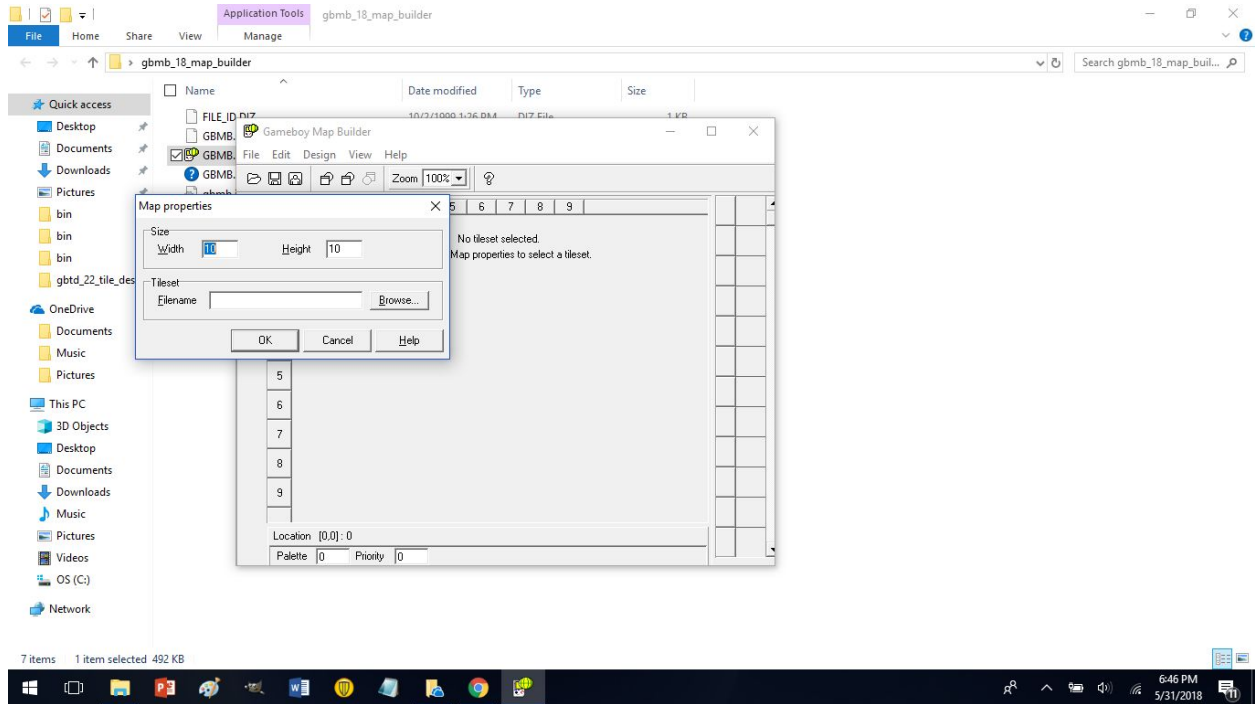 Application Tools gbmb_18_map_builder
File Home Share View Manage
gbmb_18_map_builder
Search gbmb_18_map_buil...
Name Date modified Type Size
Quick access
Desktop
Documents
Downloads
Pictures
bin
bin
bin
gbtd_22_tile_des
OneDrive
Documents
Music
Pictures
This PC
3D Objects
Desktop
Documents
Downloads
Music
Pictures
Videos
OS (C:)
Network
FILE_ID.DIZ 10/2/1999 1:26 PM DIZ File 1 KB
GBMB.
GBMB.
GBMB.
Gameboy Map Builder
File Edit Design View Help
Zoom 100%
5 6 7 8 9
No tileset selected.
Map properties to select a tileset.
Map properties
Size
Width 10 Height 10
Tileset
Filename Browse...
OK Cancel Help
5
6
7
8
9
Location [0,0] : 0
Palette 0 Priority 0
7 items 1 item selected 492 KB
6:46 PM
5/31/2018
11